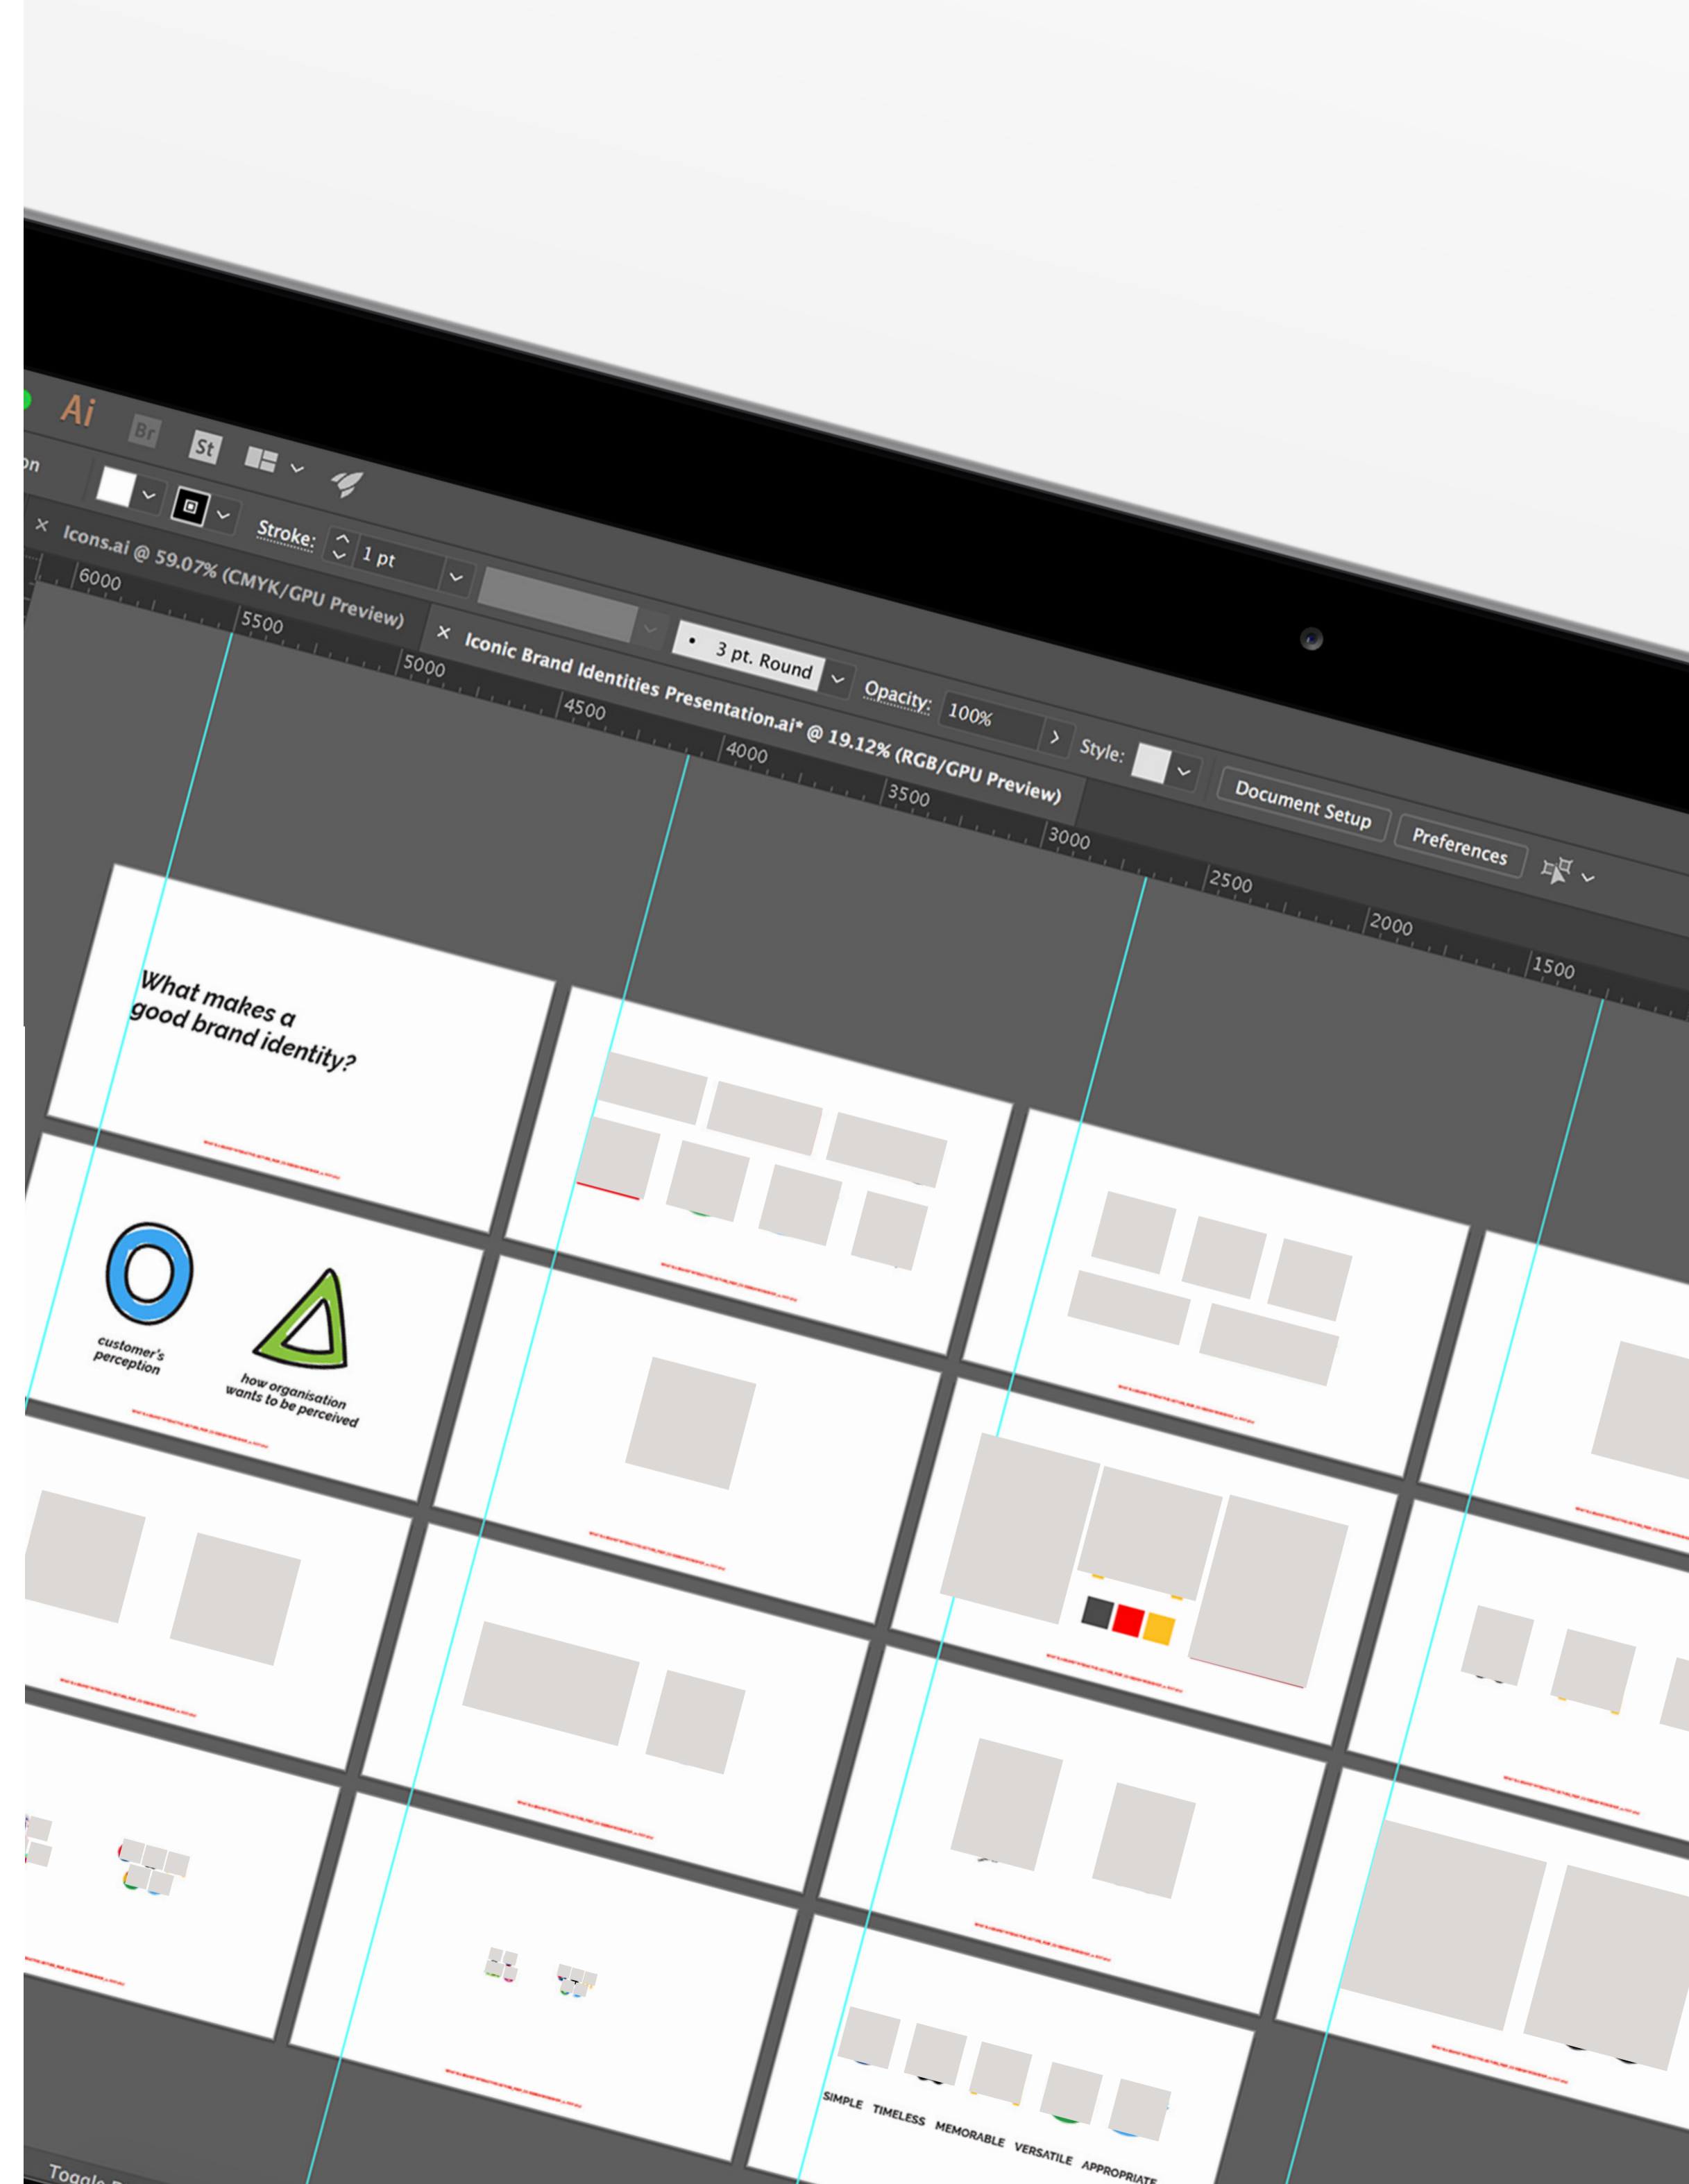 Ai
Br
St
on
Stroke:
1 pt
3 pt. Round
Opacity:
100%
Style:
Document Setup
Preferences
× Icons.ai @ 59.07% (CMYK/GPU Preview)
× Iconic Brand Identities Presentation.ai* @ 19.12% (RGB/GPU Preview)
6000
5500
5000
4500
4000
3500
3000
2500
2000
1500
What makes a
good brand identity?
customer's
perception
how organisation
wants to be perceived
SIMPLE TIMELESS MEMORABLE VERSATILE APPROPRIATE
Toggle